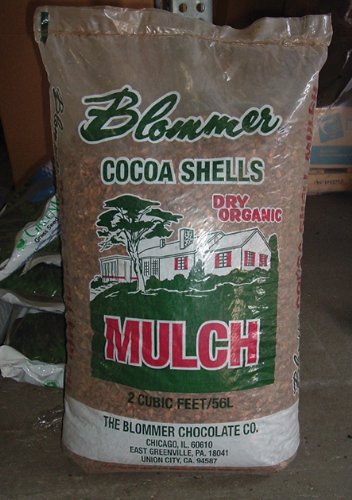 Blommer
COCOA SHELLS
DRY
ORGANIC
MULCH
2 CUBIC FEET/56L
THE BLOMMER CHOCOLATE CO.
CHICAGO, IL. 60610
EAST GREENVILLE, PA. 18041
UNION CITY, CA. 94587